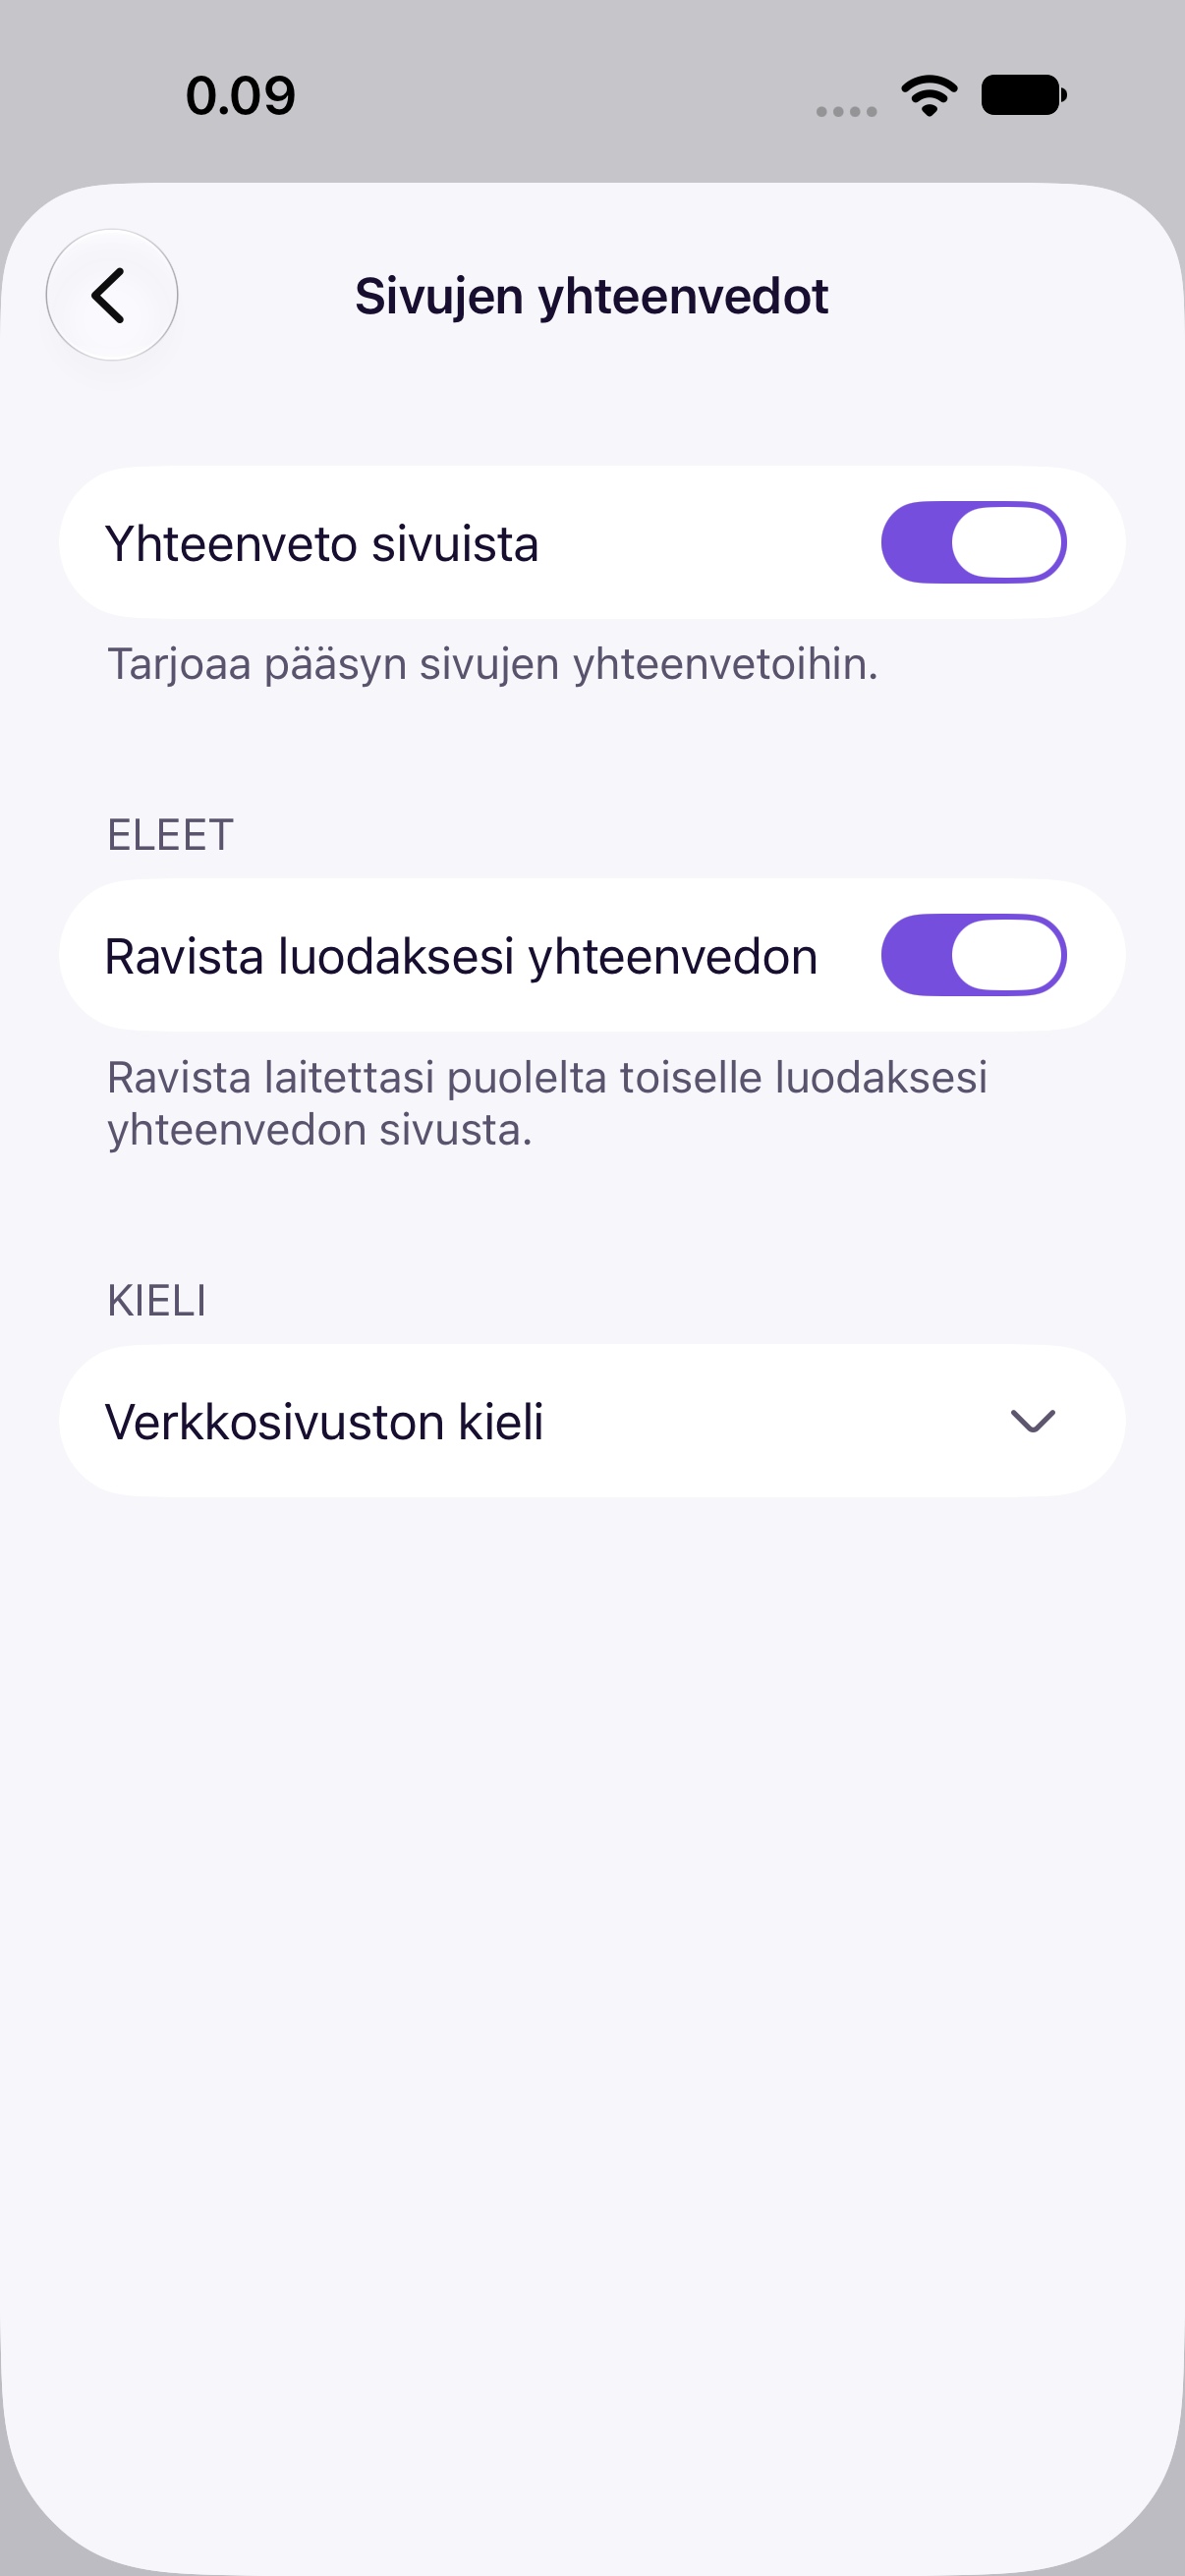 0.09
Sivujen yhteenvedot
Yhteenveto sivuista
Tarjoaa pääsyn sivujen yhteenvetoihin.
ELEET
Ravista luodaksesi yhteenvedon
Ravista laitettasi puolelta toiselle luodaksesi
yhteenvedon sivusta.
KIELI
Verkkosivuston kieli